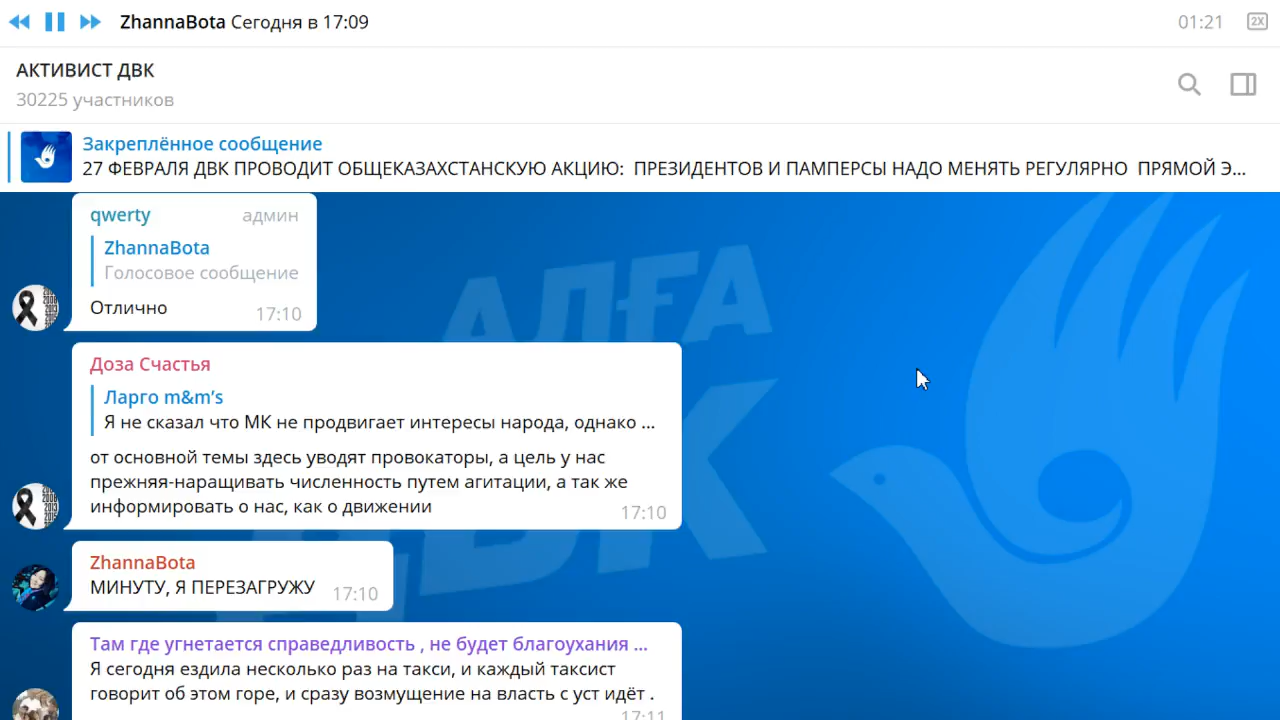 ZhannaBota Сегодня в 17:09
01:21
2X
АКТИВИСТ ДВК
30225 участников
Закреплённое сообщение
27 ФЕВРАЛЯ ДВК ПРОВОДИТ ОБЩЕКАЗАХСТАНСКУЮ АКЦИЮ: ПРЕЗИДЕНТОВ И ПАМПЕРСЫ НАДО МЕНЯТЬ РЕГУЛЯРНО ПРЯМОЙ Э...
qwerty
админ
ZhannaBota
Голосовое сообщение
Отлично
17:10
АЛҒА
ДВК
Доза Счастья
Ларго m&m’s
Я не сказал что МК не продвигает интересы народа, однако ...
от основной темы здесь уводят провокаторы, а цель у нас
прежняя-наращивать численность путем агитации, а так же
информировать о нас, как о движении
17:10
ZhannaBota
МИНУТУ, Я ПЕРЕЗАГРУЖУ
17:10
Там где угнетается справедливость , не будет благоухания ...
Я сегодня ездила несколько раз на такси, и каждый таксист
говорит об этом горе, и сразу возмущение на власть с уст идёт .
17:11